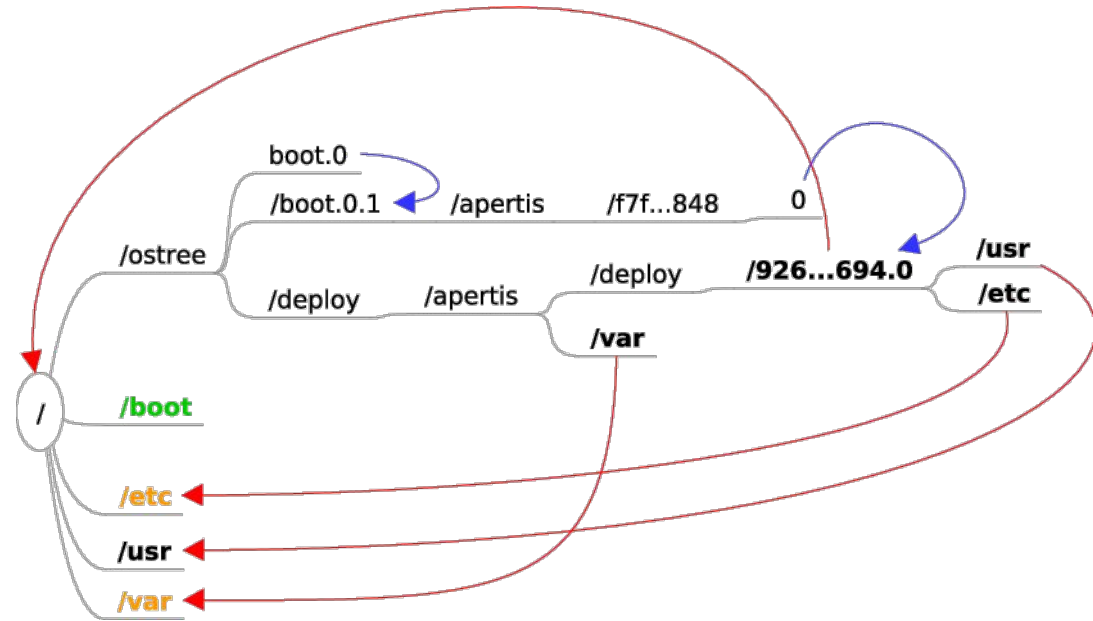 boot.0
/boot.0.1 /apertis /f7f...848 0
/ostree
/deploy /apertis /deploy /926...694.0 /usr
/etc
/var
/
/boot
/etc
/usr
/var